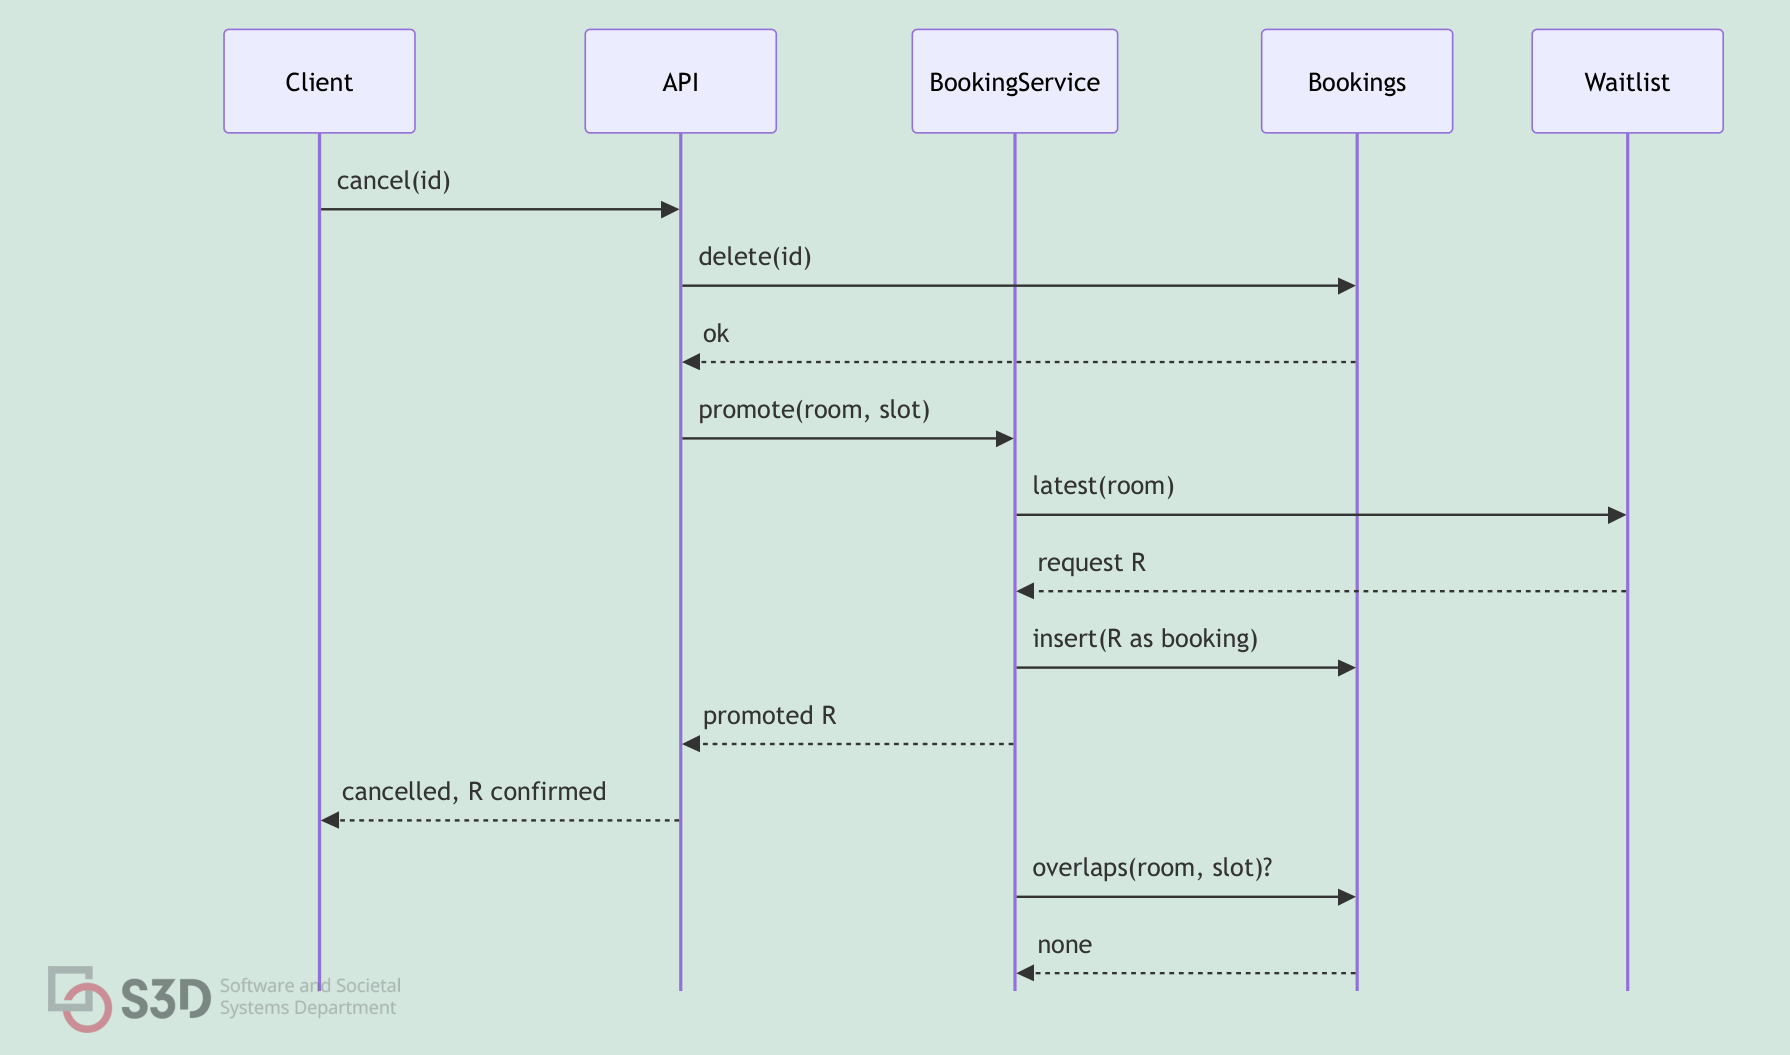 Client
API
BookingService
Bookings
Waitlist
cancel(id)
delete(id)
ok
promote(room, slot)
latest(room)
request R
insert(R as booking)
promoted R
cancelled, R confirmed
overlaps(room, slot)?
none
S3D
Software and Societal
Systems Department